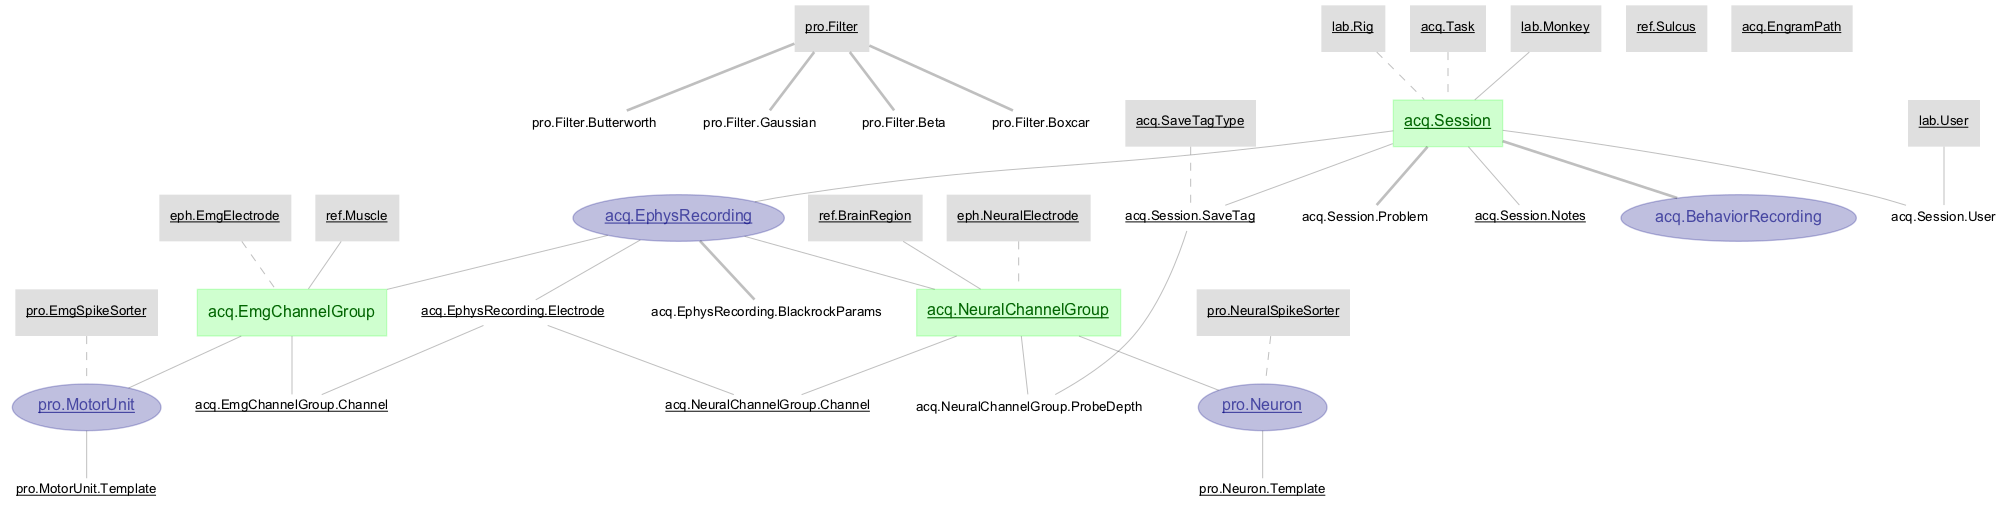 pro.Filter
lab.Rig
acq.Task
lab.Monkey
ref.Sulcus
acq.EngramPath
pro.Filter.Butterworth
pro.Filter.Gaussian
pro.Filter.Beta
pro.Filter.Boxcar
acq.SaveTagType
acq.Session
lab.User
eph.EmgElectrode
ref.Muscle
acq.EphysRecording
ref.BrainRegion
eph.NeuralElectrode
acq.Session.SaveTag
acq.Session.Problem
acq.Session.Notes
acq.BehaviorRecording
acq.Session.User
pro.EmgSpikeSorter
acq.EmgChannelGroup
acq.EphysRecording.Electrode
acq.EphysRecording.BlackrockParams
acq.NeuralChannelGroup
pro.NeuralSpikeSorter
pro.MotorUnit
acq.EmgChannelGroup.Channel
acq.NeuralChannelGroup.Channel
acq.NeuralChannelGroup.ProbeDepth
pro.Neuron
pro.MotorUnit.Template
pro.Neuron.Template